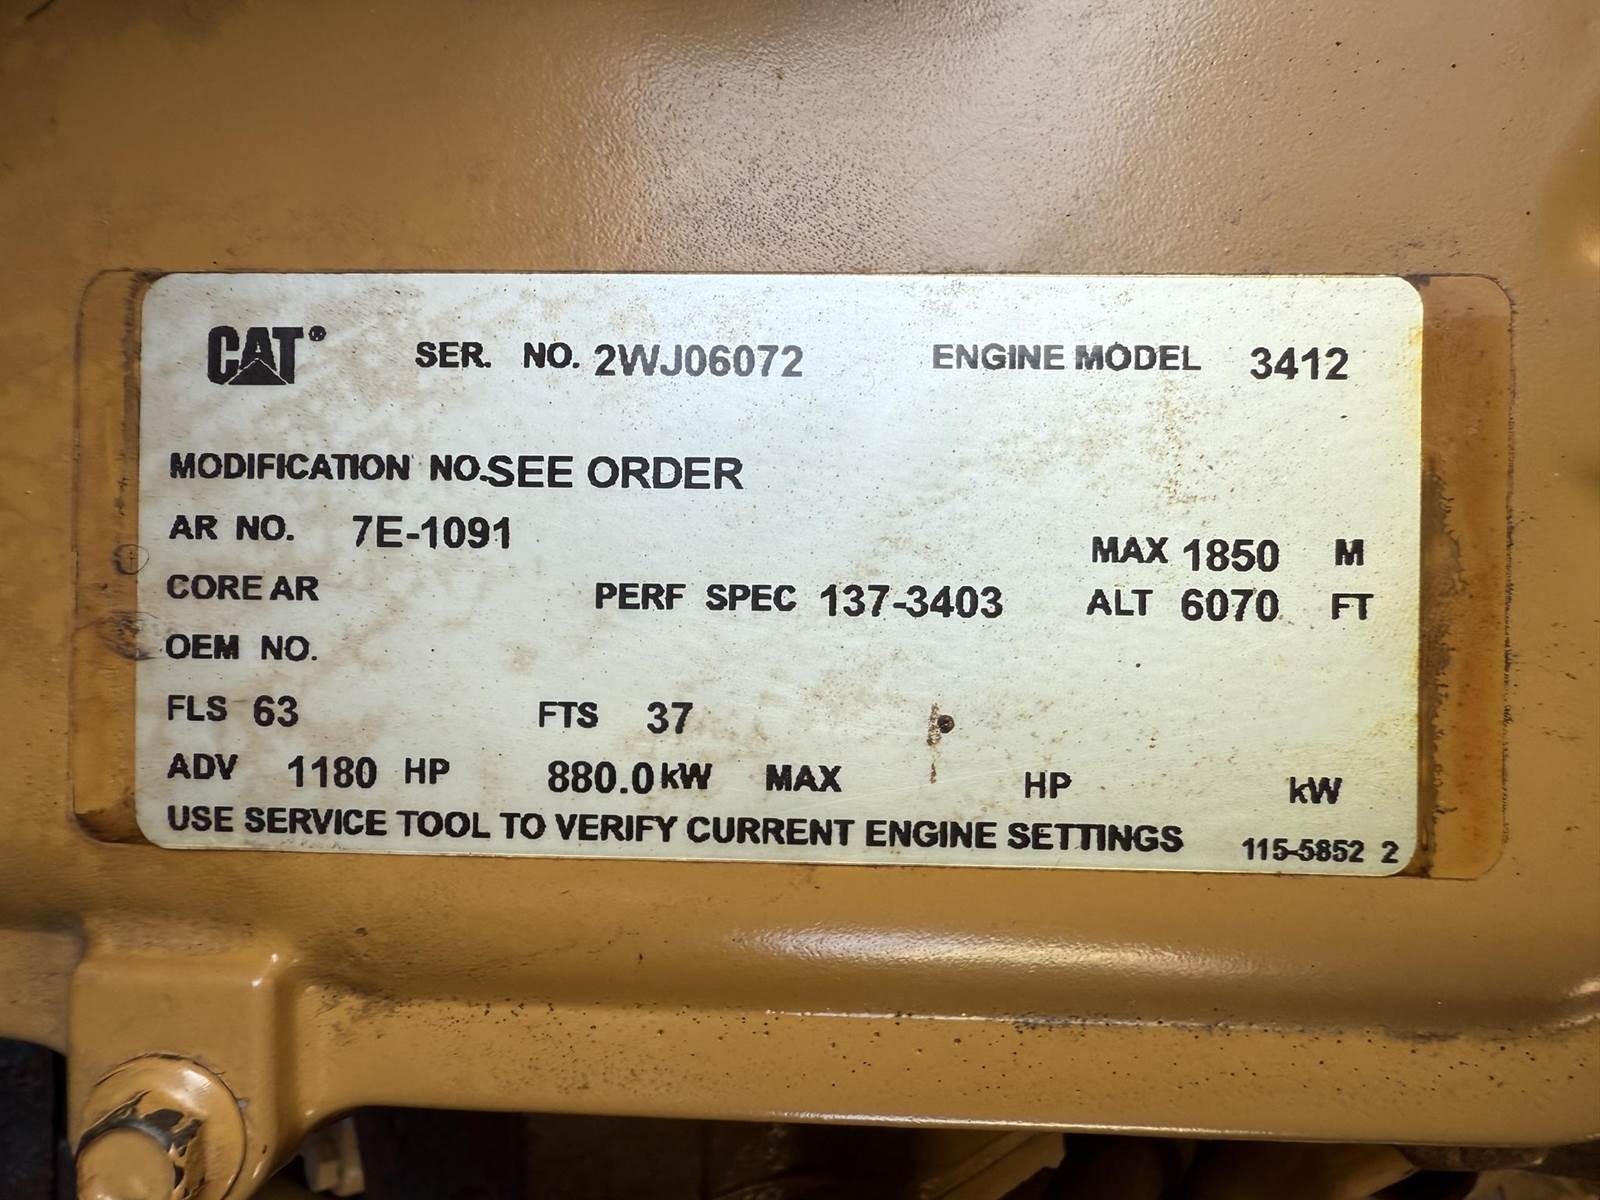 CAT® SER. NO. 2WJ06072 ENGINE MODEL 3412
MODIFICATION NO. SEE ORDER
AR NO. 7E-1091 MAX 1850 M
CORE AR PERF SPEC 137-3403 ALT 6070 FT
OEM NO.
FLS 63 FTS 37
ADV 1180 HP 880.0 kW MAX HP kW
USE SERVICE TOOL TO VERIFY CURRENT ENGINE SETTINGS 115-5852 2